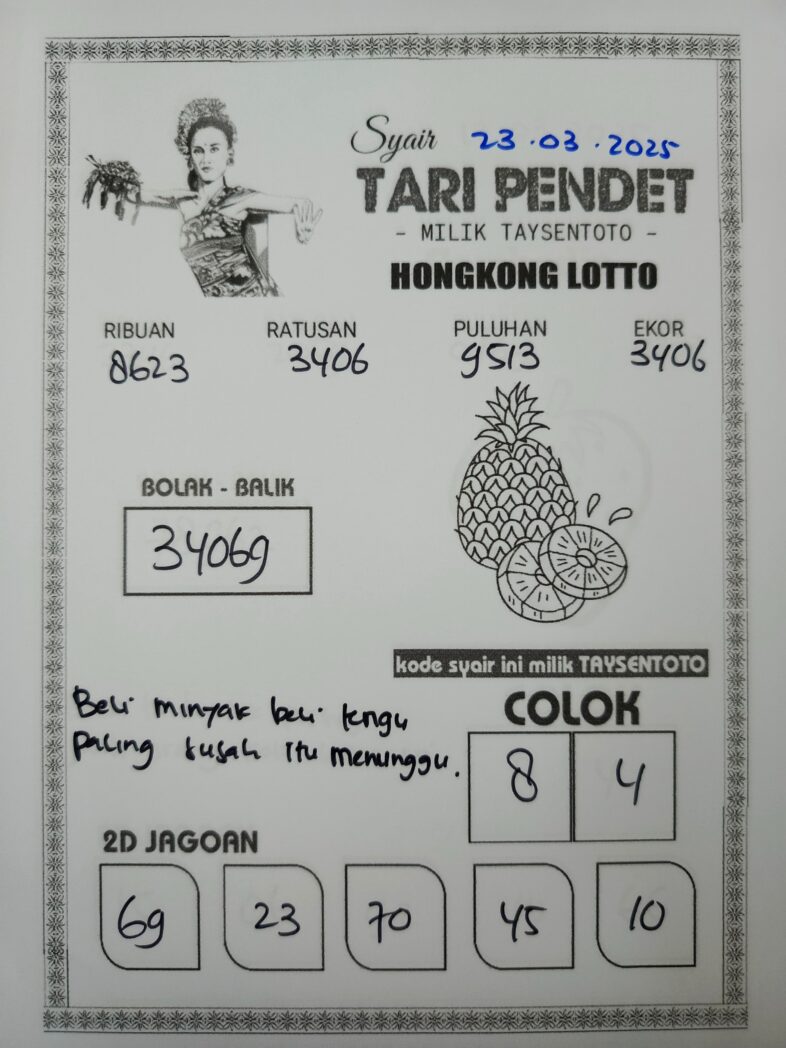 Syair 23.03.2025
TARI PENDET
- MILIK TAYSENTOTO -
HONGKONG LOTTO
RIBUAN RATUSAN PULUHAN EKOR
8623 3406 9513 3406
BOLAK - BALIK
34069
kode syair ini milik TAYSENTOTO
Beli minyak beli tengu
paling susah itu menunggu.
COLOK
8 4
2D JAGOAN
69 23 70 45 10